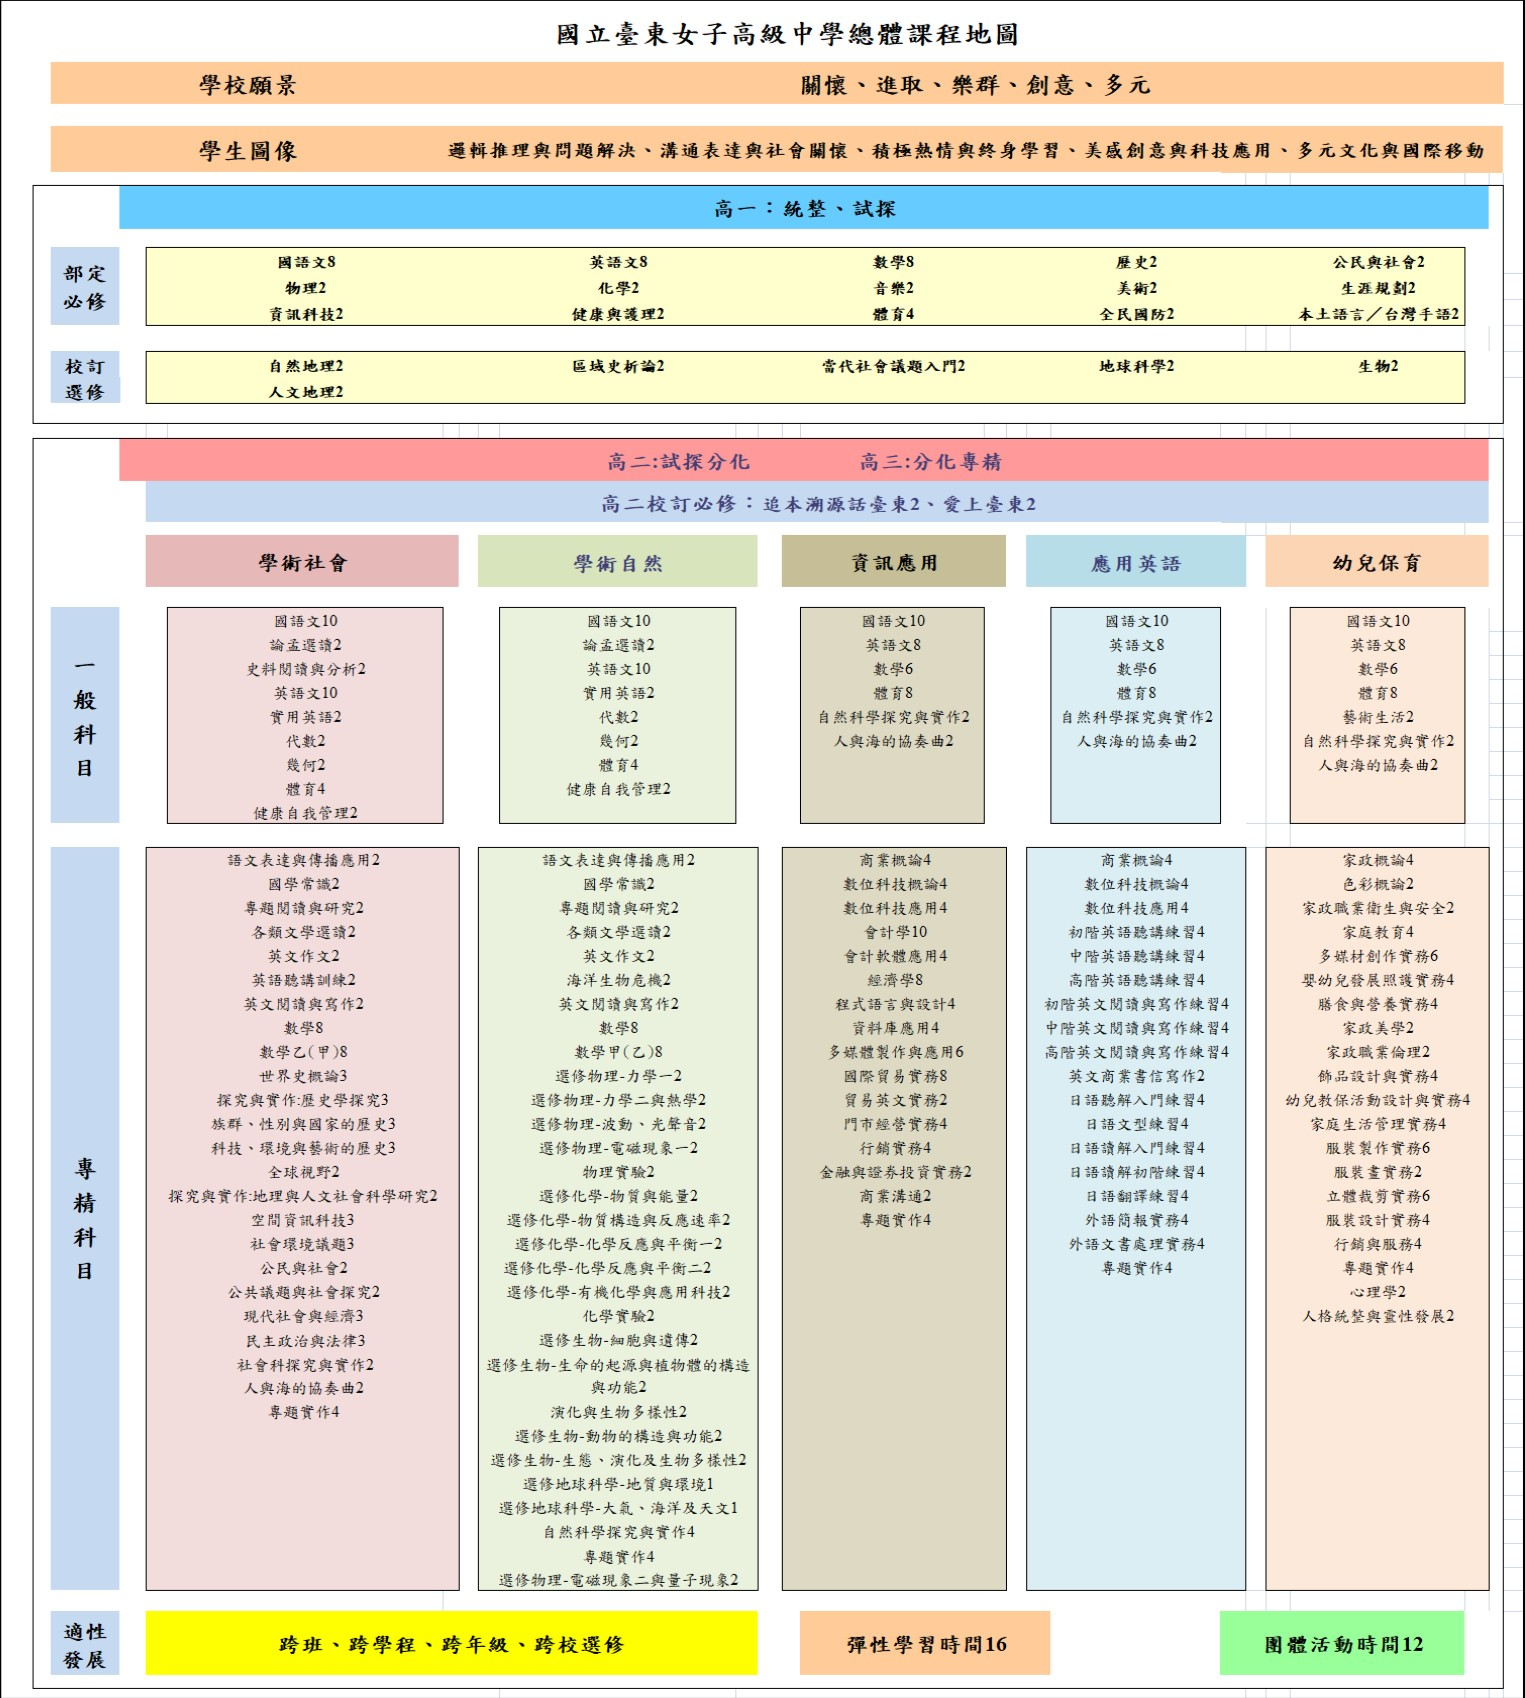 國立臺東女子高級中學總體課程地圖
學校願景
關懷、進取、樂群、創意、多元
學生圖像
邏輯推理與問題解決、溝通表達與社會關懷、積極熱情與終身學習、美感創意與科技應用、多元文化與國際移動
高一：統整、試探
部定
必修
國語文8 英語文8 數學8 歷史2 公民與社會2
物理2 化學2 音樂2 美術2 生涯規劃2
資訊科技2 健康與護理2 體育4 全民國防2 本土語言／台灣手語2
校訂
選修
自然地理2 區域史析論2 當代社會議題入門2 地球科學2 生物2
人文地理2
高二:試探分化 高三:分化專精
高二校訂必修：追本溯源話臺東2、愛上臺東2
學術社會 學術自然 資訊應用 應用英語 幼兒保育
一
般
科
目
國語文10
論孟選讀2
史料閱讀與分析2
英語文10
實用英語2
代數2
幾何2
體育4
健康自我管理2
國語文10
論孟選讀2
英語文10
實用英語2
代數2
幾何2
體育4
健康自我管理2
國語文10
英語文8
數學6
體育8
自然科學探究與實作2
人與海的協奏曲2
國語文10
英語文8
數學6
體育8
自然科學探究與實作2
人與海的協奏曲2
國語文10
英語文8
數學6
體育8
藝術生活2
自然科學探究與實作2
人與海的協奏曲2
專
精
科
目
語文表達與傳播應用2
國學常識2
專題閱讀與研究2
各類文學選讀2
英文作文2
英語聽講訓練2
英文閱讀與寫作2
數學8
數學乙(甲)8
世界史概論3
探究與實作:歷史學探究3
族群、性別與國家的歷史3
科技、環境與藝術的歷史3
全球視野2
探究與實作:地理與人文社會科學研究2
空間資訊科技3
社會環境議題3
公民與社會2
公共議題與社會探究2
現代社會與經濟3
民主政治與法律3
社會科探究與實作2
人與海的協奏曲2
專題實作4
語文表達與傳播應用2
國學常識2
專題閱讀與研究2
各類文學選讀2
英文作文2
海洋生物危機2
英文閱讀與寫作2
數學8
數學甲(乙)8
選修物理-力學一2
選修物理-力學二與熱學2
選修物理-波動、光聲音2
選修物理-電磁現象一2
物理實驗2
選修化學-物質與能量2
選修化學-物質構造與反應速率2
選修化學-化學反應與平衡一2
選修化學-化學反應與平衡二2
選修化學-有機化學與應用科技2
化學實驗2
選修生物-細胞與遺傳2
選修生物-生命的起源與植物體的構造
與功能2
演化與生物多樣性2
選修生物-動物的構造與功能2
選修生物-生態、演化及生物多樣性2
選修地球科學-地質與環境1
選修地球科學-大氣、海洋及天文1
自然科學探究與實作4
專題實作4
選修物理-電磁現象二與量子現象2
商業概論4
數位科技概論4
數位科技應用4
會計學10
會計軟體應用4
經濟學8
程式語言與設計4
資料庫應用4
多媒體製作與應用6
國際貿易實務8
貿易英文實務2
門市經營實務4
行銷實務4
金融與證券投資實務2
商業溝通2
專題實作4
商業概論4
數位科技概論4
數位科技應用4
初階英語聽講練習4
中階英語聽講練習4
高階英語聽講練習4
初階英文閱讀與寫作練習4
中階英文閱讀與寫作練習4
高階英文閱讀與寫作練習4
英文商業書信寫作2
日語聽解入門練習4
日語文型練習4
日語讀解入門練習4
日語讀解初階練習4
日語翻譯練習4
外語簡報實務4
外語文書處理實務4
專題實作4
家政概論4
色彩概論2
家政職業衛生與安全2
家庭教育4
多媒材創作實務6
嬰幼兒發展照護實務4
膳食與營養實務4
家政美學2
家政職業倫理2
飾品設計與實務4
幼兒教保活動設計與實務4
家庭生活管理實務4
服裝製作實務6
服裝畫實務2
立體裁剪實務6
服裝設計實務4
行銷與服務4
專題實作4
心理學2
人格統整與靈性發展2
適性
發展
跨班、跨學程、跨年級、跨校選修
彈性學習時間16
團體活動時間12